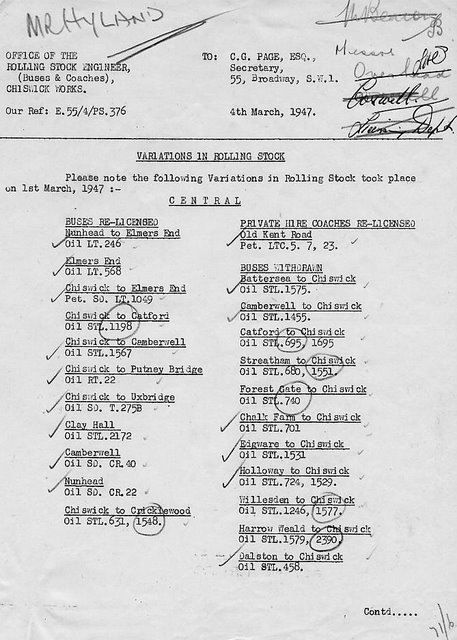 MR HYLAND
OFFICE OF THE
ROLLING STOCK ENGINEER,
(Buses & Coaches),
CHISWICK WORKS.
Our Ref: E.55/4/PS.376
TO: C.G. PAGE, ESQ.,
Secretary,
55, Broadway, S.W.1.
4th March, 1947.
Messrs
Overhead
Coswell
Dept
VARIATIONS IN ROLLING STOCK
Please note the following Variations in Rolling Stock took place
on 1st March, 1947 :-
CENTRAL
BUSES RE-LICENSED
Nunhead to Elmers End
Oil LT.246
Elmers End
Oil LT.568
Chiswick to Elmers End
Pet. SD. LT.1049
Chiswick to Catford
Oil STL.1198
Chiswick to Camberwell
Oil STL.1567
Chiswick to Putney Bridge
Oil RT.22
Chiswick to Uxbridge
Oil SD. T.275B
Clay Hall
Oil STL.2172
Camberwell
Oil SD. CR.40
Nunhead
Oil SD. CR.22
Chiswick to Cricklewood
Oil STL.631, 1548.
PRIVATE HIRE COACHES RE-LICENSED
Old Kent Road
Pet. LTC.5. 7, 23.
BUSES WITHDRAWN
Battersea to Chiswick
Oil STL.1575.
Camberwell to Chiswick
Oil STL.1455.
Catford to Chiswick
Oil STL.695, 1695
Streatham to Chiswick
Oil STL.680, 1551.
Forest Gate to Chiswick
Oil STL.740
Chalk Farm to Chiswick
Oil STL.701
Edgware to Chiswick
Oil STL.1531
Holloway to Chiswick
Oil STL.724, 1529.
Willesden to Chiswick
Oil STL.1246, 1577.
Harrow Weald to Chiswick
Oil STL.1579, 2390.
Dalston to Chiswick
Oil STL.458.
Contd.....